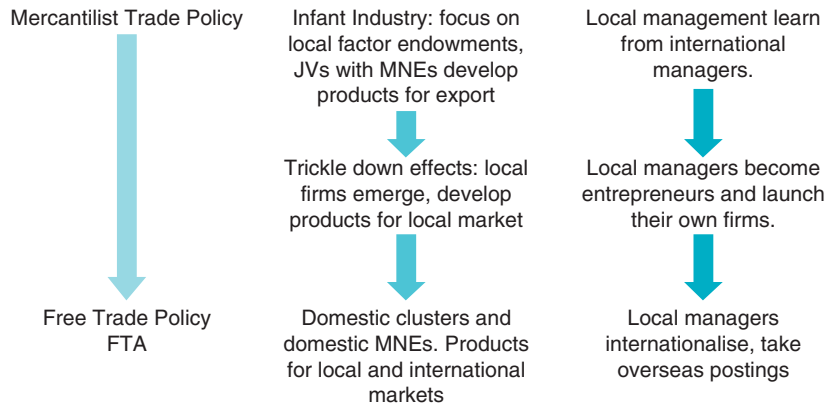 Mercantilist Trade Policy
Free Trade Policy
FTA
Infant Industry: focus on
local factor endowments,
JVs with MNEs develop
products for export
Trickle down effects: local
firms emerge, develop
products for local market
Domestic clusters and
domestic MNEs. Products
for local and international
markets
Local management learn
from international
managers.
Local managers become
entrepreneurs and launch
their own firms.
Local managers
internationalise, take
overseas postings